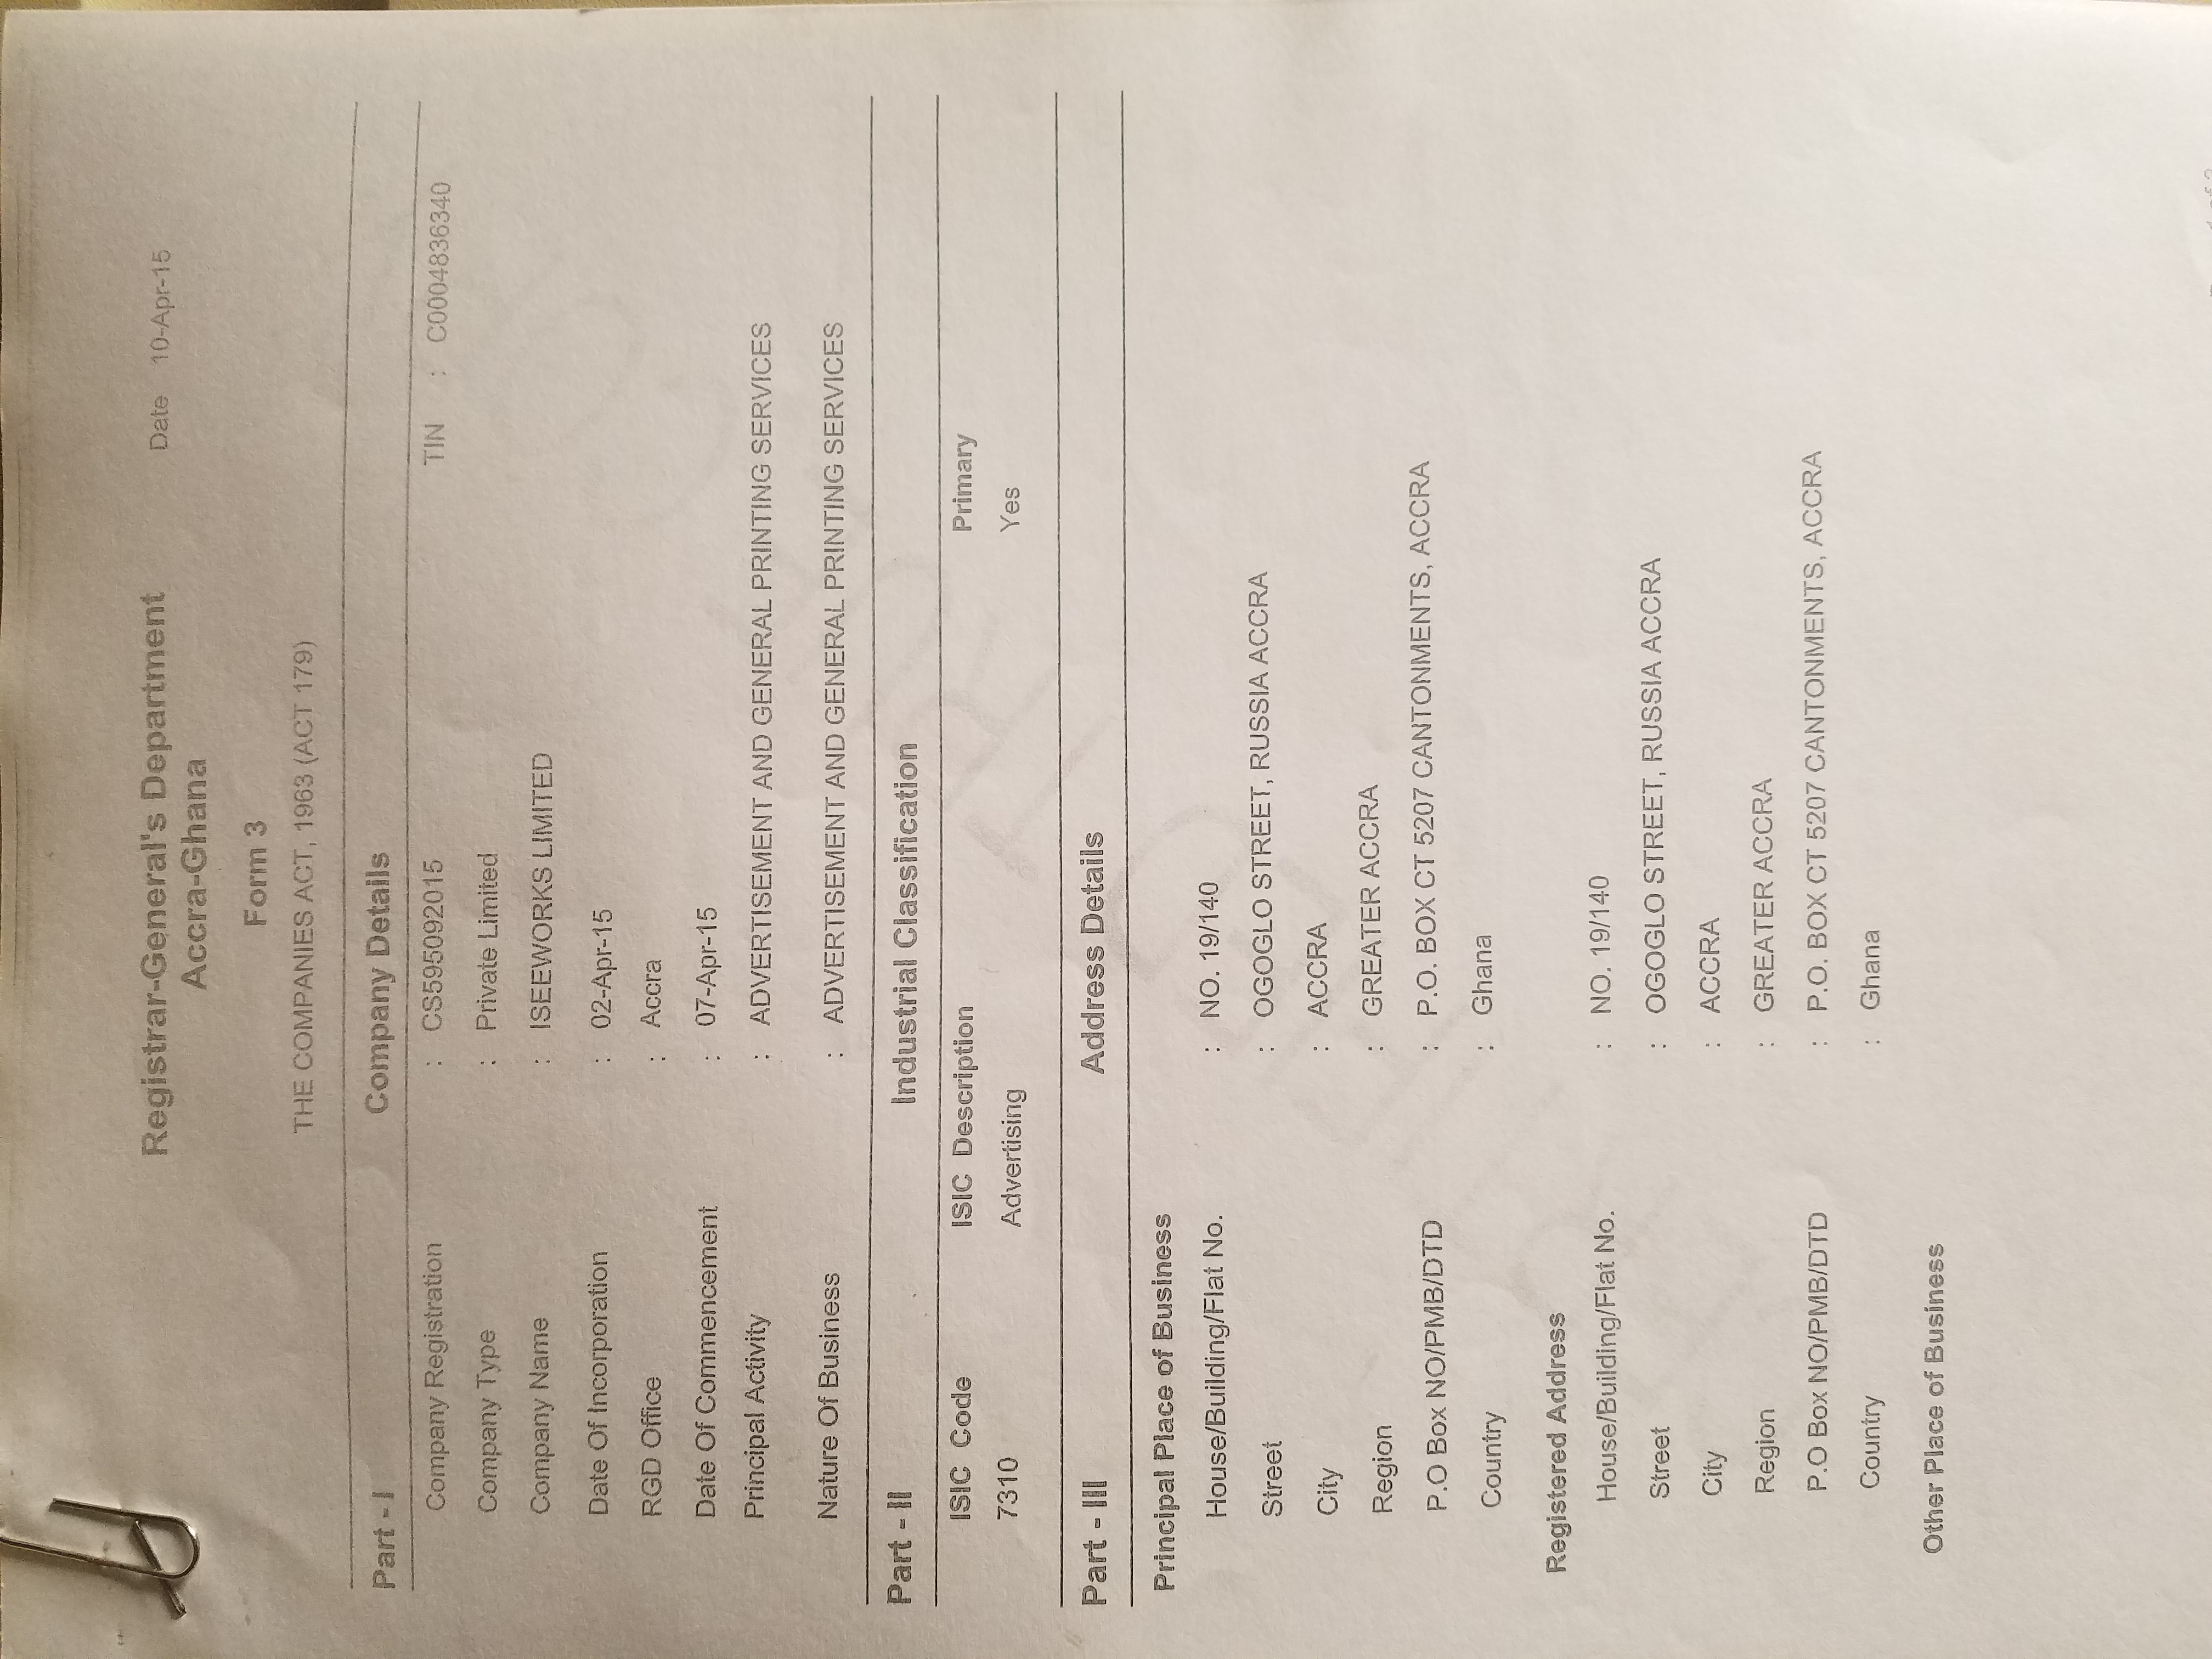 Registrar-General's Department
Date 10-Apr-15
Accra-Ghana
Form 3
THE COMPANIES ACT, 1963 (ACT 179)
Part - I Company Details
Company Registration : CS595092015 TIN : C0004836340
Company Type : Private Limited
Company Name : ISEEWORKS LIMITED
Date Of Incorporation : 02-Apr-15
RGD Office : Accra
Date Of Commencement : 07-Apr-15
Principal Activity : ADVERTISEMENT AND GENERAL PRINTING SERVICES
Nature Of Business : ADVERTISEMENT AND GENERAL PRINTING SERVICES
Part - II Industrial Classification
ISIC Code ISIC Description Primary
7310 Advertising Yes
Part - III Address Details
Principal Place of Business
House/Building/Flat No. : NO. 19/140
Street : OGOGLO STREET, RUSSIA ACCRA
City : ACCRA
Region : GREATER ACCRA
P.O Box NO/PMB/DTD : P.O. BOX CT 5207 CANTONMENTS, ACCRA
Country : Ghana
Registered Address
House/Building/Flat No. : NO. 19/140
Street : OGOGLO STREET, RUSSIA ACCRA
City : ACCRA
Region : GREATER ACCRA
P.O Box NO/PMB/DTD : P.O. BOX CT 5207 CANTONMENTS, ACCRA
Country : Ghana
Other Place of Business